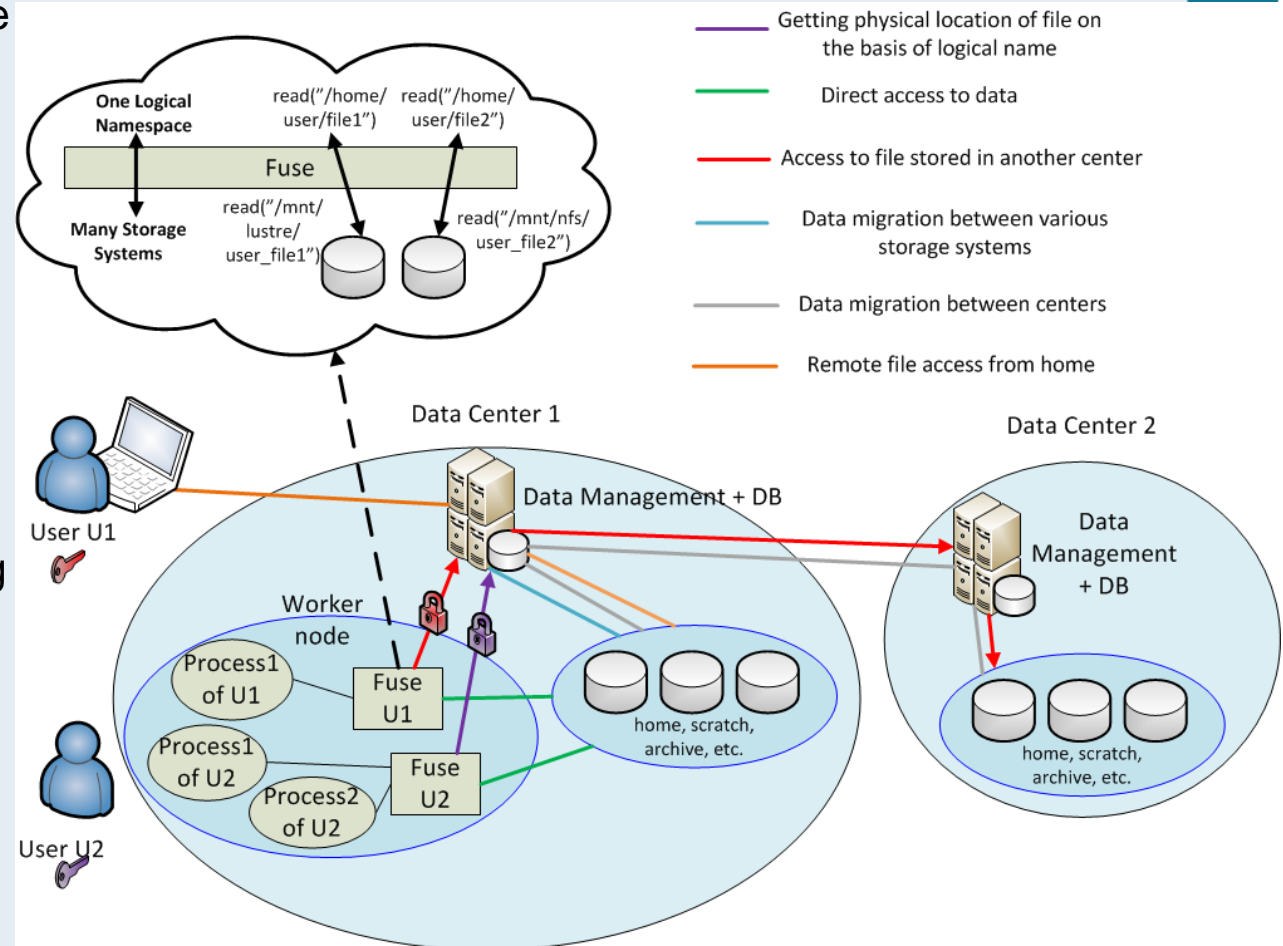 e
g
One Logical
Namespace
read("/home/
user/file1")
read("/home/
user/file2")
Fuse
Many Storage
Systems
read("/mnt/
lustre/
user_file1")
read("/mnt/nfs/
user_file2")
Getting physical location of file on
the basis of logical name
Direct access to data
Access to file stored in another center
Data migration between various
storage systems
Data migration between centers
Remote file access from home
Data Center 1
Data Center 2
User U1
Data Management + DB
Data
Management
+ DB
Worker
node
Process1
of U1
Fuse
U1
Process1
of U2
Fuse
U2
Process2
of U2
home, scratch,
archive, etc.
home, scratch,
archive, etc.
User U2